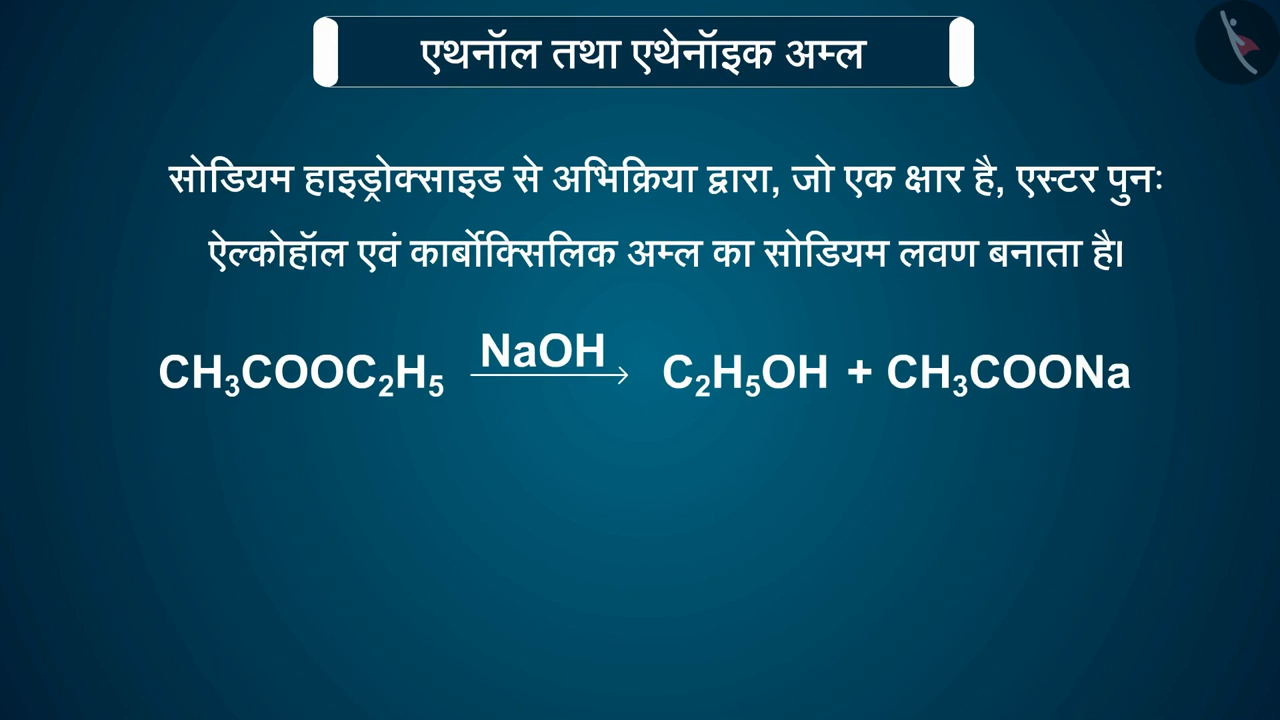 एथनॉल तथा एथेनॉइक अम्ल
सोडियम हाइड्रोक्साइड से अभिक्रिया द्वारा, जो एक क्षार है, एस्टर पुनः
ऐल्कोहॉल एवं कार्बोक्सिलिक अम्ल का सोडियम लवण बनाता है।
CH₃COOC₂H₅ NaOH→ C₂H₅OH + CH₃COONa